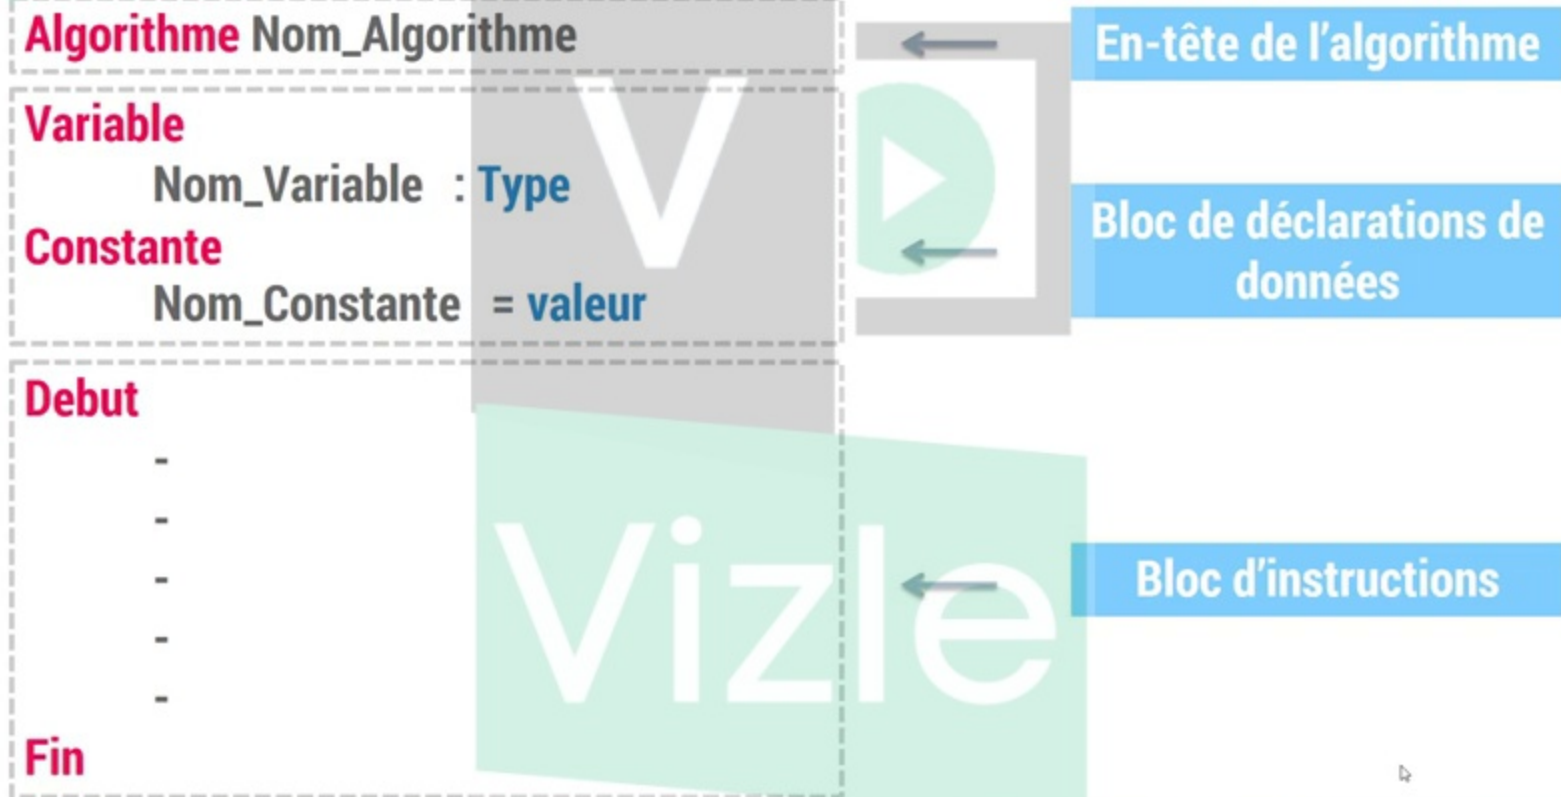 Algorithme Nom_Algorithme
En-tête de l'algorithme
Variable
Nom_Variable : Type
Constante
Nom_Constante = valeur
Bloc de déclarations de
données
Debut
-
-
-
-
-
Fin
Bloc d'instructions
V
Vizle